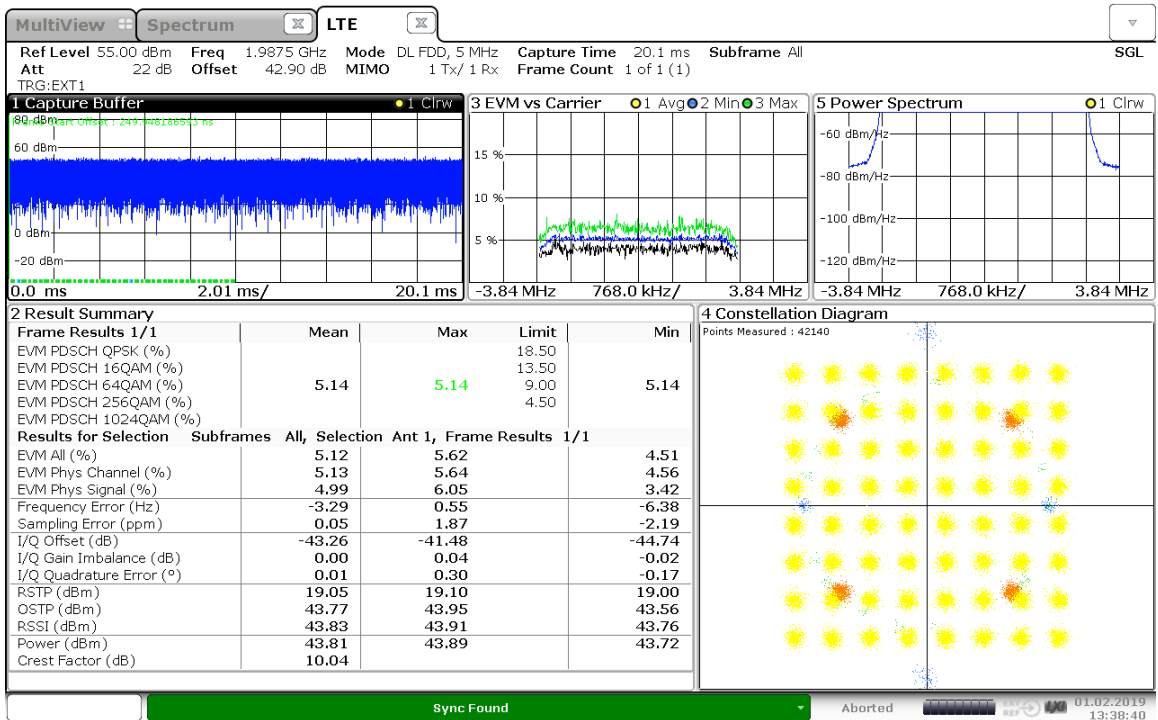 MultiView Spectrum LTE
Ref Level 55.00 dBm Freq 1.9875 GHz Mode DL FDD, 5 MHz Capture Time 20.1 ms Subframe All SGL
Att 22 dB Offset 42.90 dB MIMO 1 Tx/ 1 Rx Frame Count 1 of 1 (1)
TRG:EXT1
1 Capture Buffer 1 Clrw
80 dBm
Frame Start Offset : 249.948186593 ns
60 dBm
0 dBm
-20 dBm
0.0 ms 2.01 ms/ 20.1 ms
3 EVM vs Carrier 1 Avg 2 Min 3 Max
15 %
10 %
5 %
-3.84 MHz 768.0 kHz/ 3.84 MHz
5 Power Spectrum 1 Clrw
-60 dBm/Hz
-80 dBm/Hz
-100 dBm/Hz
-120 dBm/Hz
-3.84 MHz 768.0 kHz/ 3.84 MHz
2 Result Summary
Frame Results 1/1 Mean Max Limit Min
EVM PDSCH QPSK (%) 18.50
EVM PDSCH 16QAM (%) 13.50
EVM PDSCH 64QAM (%) 5.14 5.14 9.00 5.14
EVM PDSCH 256QAM (%) 4.50
EVM PDSCH 1024QAM (%)
Results for Selection Subframes All, Selection Ant 1, Frame Results 1/1
EVM All (%) 5.12 5.62 4.51
EVM Phys Channel (%) 5.13 5.64 4.56
EVM Phys Signal (%) 4.99 6.05 3.42
Frequency Error (Hz) -3.29 0.55 -6.38
Sampling Error (ppm) 0.05 1.87 -2.19
I/Q Offset (dB) -43.26 -41.48 -44.74
I/Q Gain Imbalance (dB) 0.00 0.04 -0.02
I/Q Quadrature Error (°) 0.01 0.30 -0.17
RSTP (dBm) 19.05 19.10 19.00
OSTP (dBm) 43.77 43.95 43.56
RSSI (dBm) 43.83 43.91 43.76
Power (dBm) 43.81 43.89 43.72
Crest Factor (dB) 10.04
4 Constellation Diagram
Points Measured : 42140
Sync Found
Aborted
EXT
REF
LXI
01.02.2019
13:38:40